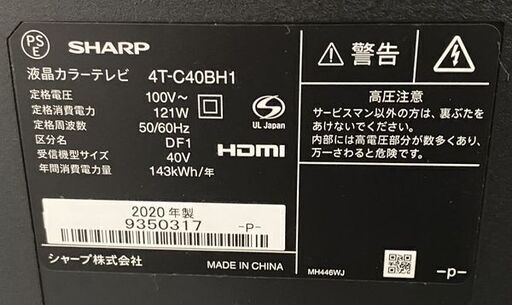 PS
E
SHARP
液晶カラーテレビ 4T-C40BH1
定格電圧 100V～
定格消費電力 121W
定格周波数 50/60Hz
区分名 DF1
受信機型サイズ 40V
年間消費電力量 143kWh/年
UL Japan
HDMI
2020年製
9350317 -P-
シャープ株式会社 MADE IN CHINA
警告
高圧注意
サービスマン以外の方は、裏ぶたを
あけないでください。
内部には高電圧部分が数多くあり、
万一さわると危険です。
MH446WJ -p-